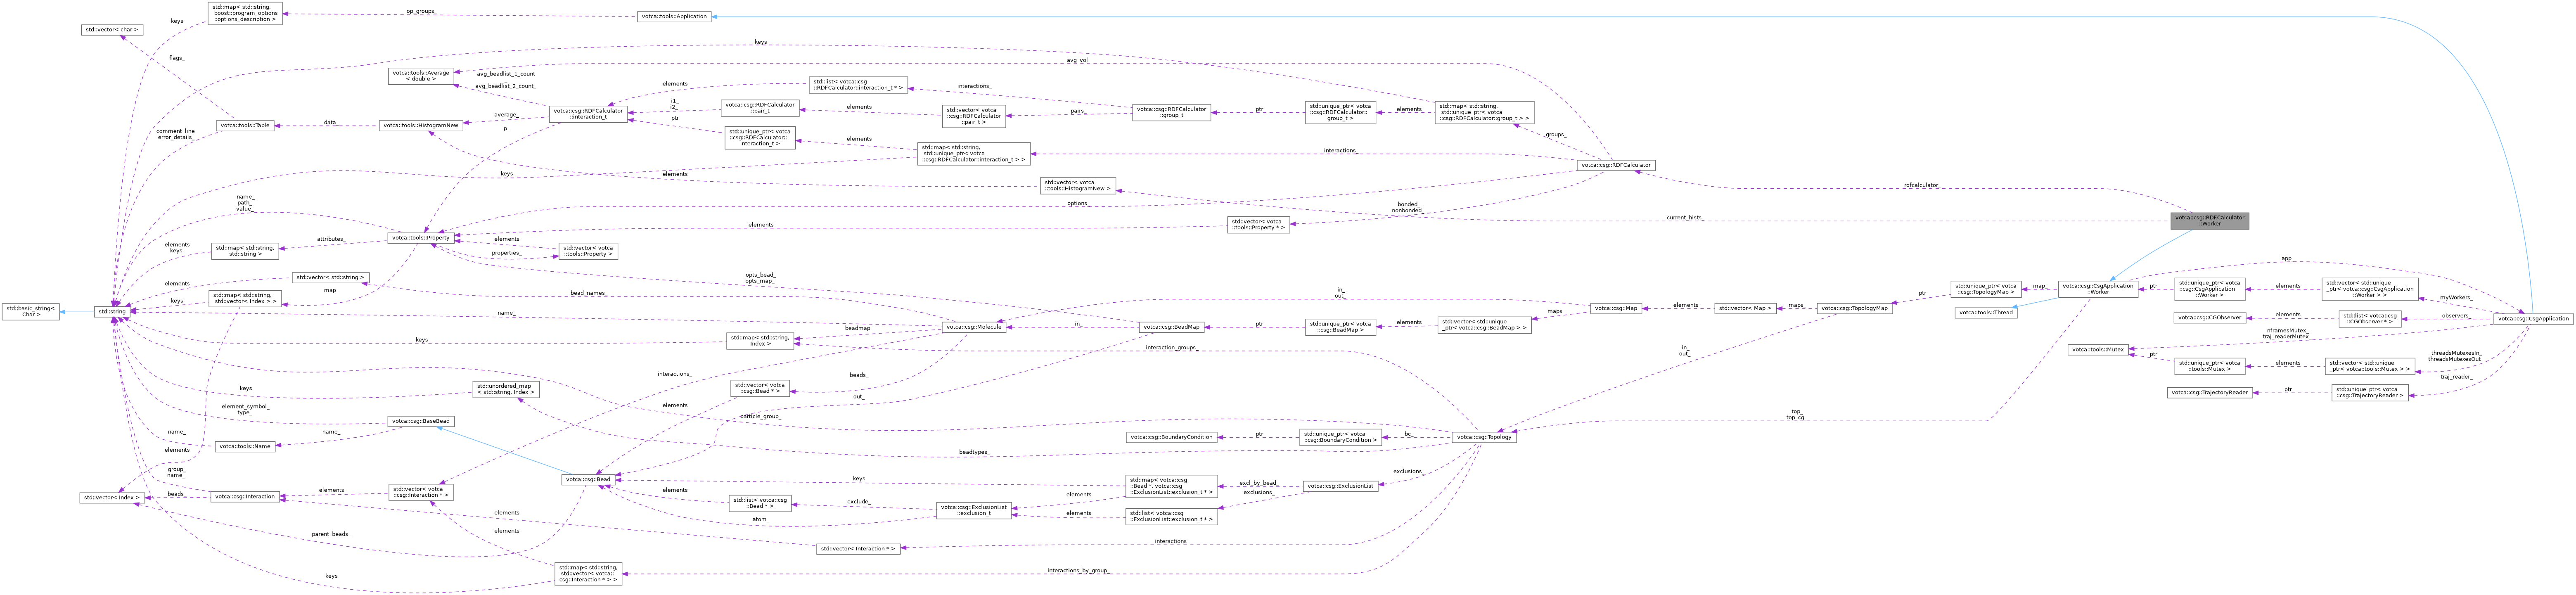 std::map< std::string,
boost::program_options
::options_description >
keys
op_groups_
votca::tools::Application
std::vector< char >
flags_
keys
avg_vol_
votca::tools::Average
< double >
avg_beadlist_1_count
_
avg_beadlist_2_count_
elements
std::list< votca::csg
::RDFCalculator::interaction_t * >
interactions_
votca::csg::RDFCalculator
::interaction_t
i1_
i2_
ptr
votca::csg::RDFCalculator
::pair_t
elements
std::vector< votca
::csg::RDFCalculator
::pair_t >
pairs_
votca::csg::RDFCalculator
::group_t
ptr
std::unique_ptr< votca
::csg::RDFCalculator::
group_t >
elements
std::map< std::string,
std::unique_ptr< votca
::csg::RDFCalculator::group_t > >
groups_
votca::tools::Table
data_
votca::tools::HistogramNew
average_
p_
comment_line_
error_details_
std::unique_ptr< votca
::csg::RDFCalculator::
interaction_t >
elements
std::map< std::string,
std::unique_ptr< votca
::csg::RDFCalculator::interaction_t > >
interactions_
votca::csg::RDFCalculator
keys
elements
std::vector< votca
::tools::HistogramNew >
rdfcalculator_
name_
path_
value_
options_
bonded_
nonbonded_
current_hists_
votca::csg::RDFCalculator
::Worker
elements
std::vector< votca
::tools::Property * >
votca::tools::Property
attributes_
std::map< std::string,
std::string >
elements
keys
elements
properties_
std::vector< votca
::tools::Property >
std::vector< std::string >
elements
map_
std::map< std::string,
std::vector< Index > >
keys
opts_bead_
opts_map_
bead_names_
in_
out_
app_
std::basic_string<
Char >
std::string
name_
votca::csg::Molecule
in_
votca::csg::BeadMap
ptr
std::unique_ptr< votca
::csg::BeadMap >
elements
std::vector< std::unique
_ptr< votca::csg::BeadMap > >
maps_
votca::csg::Map
elements
std::vector< Map >
maps_
votca::csg::TopologyMap
ptr
std::unique_ptr< votca
::csg::TopologyMap >
map_
votca::csg::CsgApplication
::Worker
ptr
std::unique_ptr< votca
::csg::CsgApplication
::Worker >
elements
std::vector< std::unique
_ptr< votca::csg::CsgApplication
::Worker > >
myWorkers_
votca::tools::Thread
votca::csg::CGObserver
elements
std::list< votca::csg
::CGObserver * >
observers_
votca::csg::CsgApplication
nframesMutex_
traj_readerMutex_
votca::tools::Mutex
ptr
std::unique_ptr< votca
::tools::Mutex >
elements
std::vector< std::unique
_ptr< votca::tools::Mutex > >
threadsMutexesIn_
threadsMutexesOut_
traj_reader_
votca::csg::TrajectoryReader
ptr
std::unique_ptr< votca
::csg::TrajectoryReader >
keys
std::map< std::string,
Index >
beadmap_
interaction_groups_
in_
out_
interactions_
beads_
std::vector< votca
::csg::Bead * >
out_
keys
std::unordered_map
< std::string, Index >
elements
particle_group_
top_
top_cg_
element_symbol_
type_
votca::csg::BaseBead
name_
votca::tools::Name
name_
elements
beadtypes_
votca::csg::BoundaryCondition
ptr
std::unique_ptr< votca
::csg::BoundaryCondition >
bc_
votca::csg::Topology
group_
name_
std::vector< Index >
beads_
votca::csg::Interaction
elements
std::vector< votca
::csg::Interaction * >
votca::csg::Bead
keys
std::map< votca::csg
::Bead *, votca::csg
::ExclusionList::exclusion_t * >
excl_by_bead_
votca::csg::ExclusionList
exclusions_
exclusions_
elements
std::list< votca::csg
::Bead * >
exclude_
votca::csg::ExclusionList
::exclusion_t
elements
elements
std::list< votca::csg
::ExclusionList::exclusion_t * >
atom_
elements
elements
parent_beads_
std::vector< Interaction * >
interactions_
keys
std::map< std::string,
std::vector< votca::
csg::Interaction * > >
interactions_by_group_